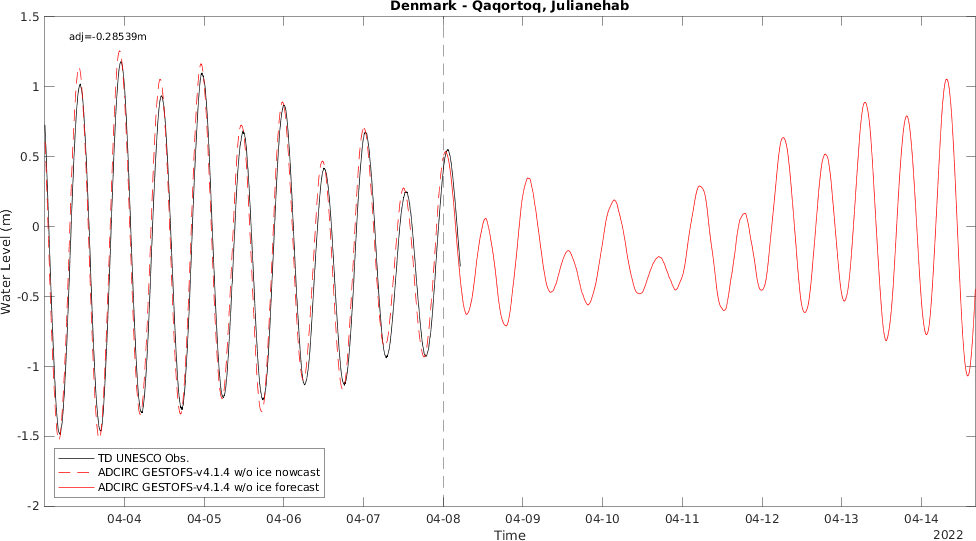 Denmark - Qaqortoq, Julianehab
adj=-0.28539m
1.5
1
0.5
0
-0.5
-1
-1.5
-2
Water Level (m)
TD UNESCO Obs.
ADCIRC GESTOFS-v4.1.4 w/o ice nowcast
ADCIRC GESTOFS-v4.1.4 w/o ice forecast
04-04 04-05 04-06 04-07 04-08 04-09 04-10 04-11 04-12 04-13 04-14
Time
2022